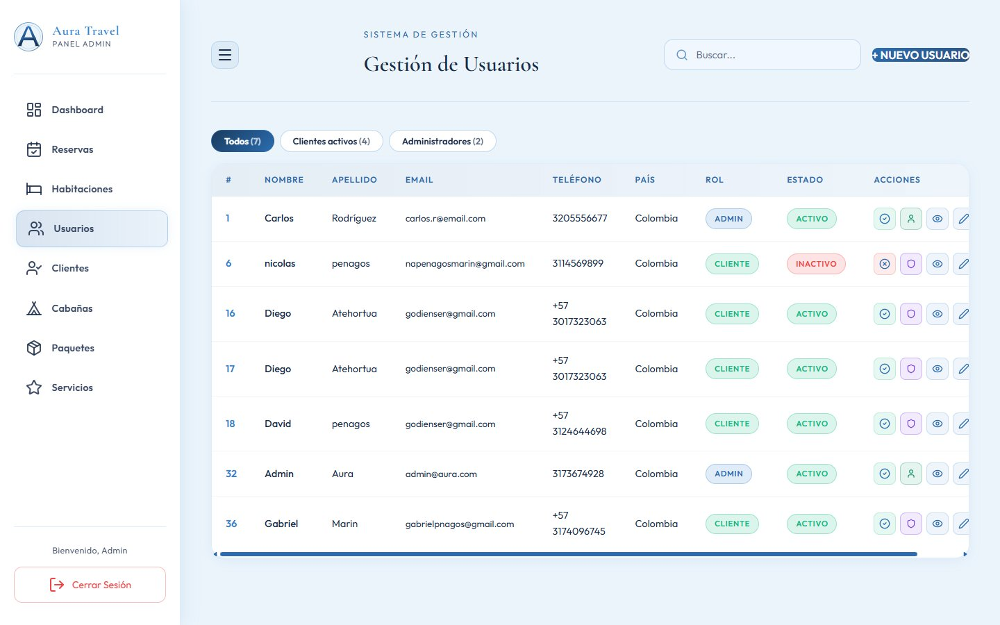 Aura Travel
PANEL ADMIN
Dashboard
Reservas
Habitaciones
Usuarios
Clientes
Cabañas
Paquetes
Servicios
Bienvenido, Admin
Cerrar Sesión
SISTEMA DE GESTIÓN
Gestión de Usuarios
Buscar...
+ NUEVO USUARIO
Todos (7) Clientes activos (4) Administradores (2)
# NOMBRE APELLIDO EMAIL TELÉFONO PAÍS ROL ESTADO ACCIONES
1 Carlos Rodríguez carlos.r@email.com 3205556677 Colombia ADMIN ACTIVO
6 nicolas penagos napenagosmarin@gmail.com 3114569899 Colombia CLIENTE INACTIVO
16 Diego Atehortua godienser@gmail.com +57 3017323063 Colombia CLIENTE ACTIVO
17 Diego Atehortua godienser@gmail.com +57 3017323063 Colombia CLIENTE ACTIVO
18 David penagos godienser@gmail.com +57 3124644698 Colombia CLIENTE ACTIVO
32 Admin Aura admin@aura.com 3173674928 Colombia ADMIN ACTIVO
36 Gabriel Marin gabrielpnagos@gmail.com +57 3174096745 Colombia CLIENTE ACTIVO